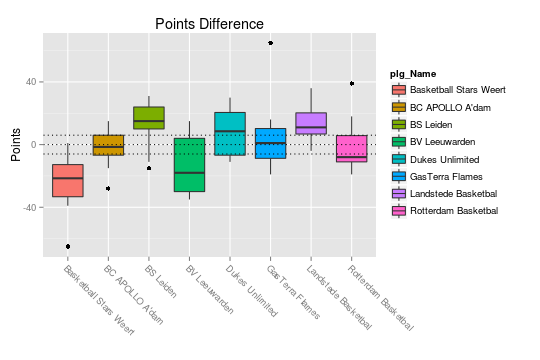 Points Difference
Points
40
0
-40
Basketball Stars Weert
BC APOLLO A'dam
BS Leiden
BV Leeuwarden
Dukes Unlimited
GasTerra Flames
Landstede Basketbal
Rotterdam Basketbal
plg_Name
Basketball Stars Weert
BC APOLLO A'dam
BS Leiden
BV Leeuwarden
Dukes Unlimited
GasTerra Flames
Landstede Basketbal
Rotterdam Basketbal